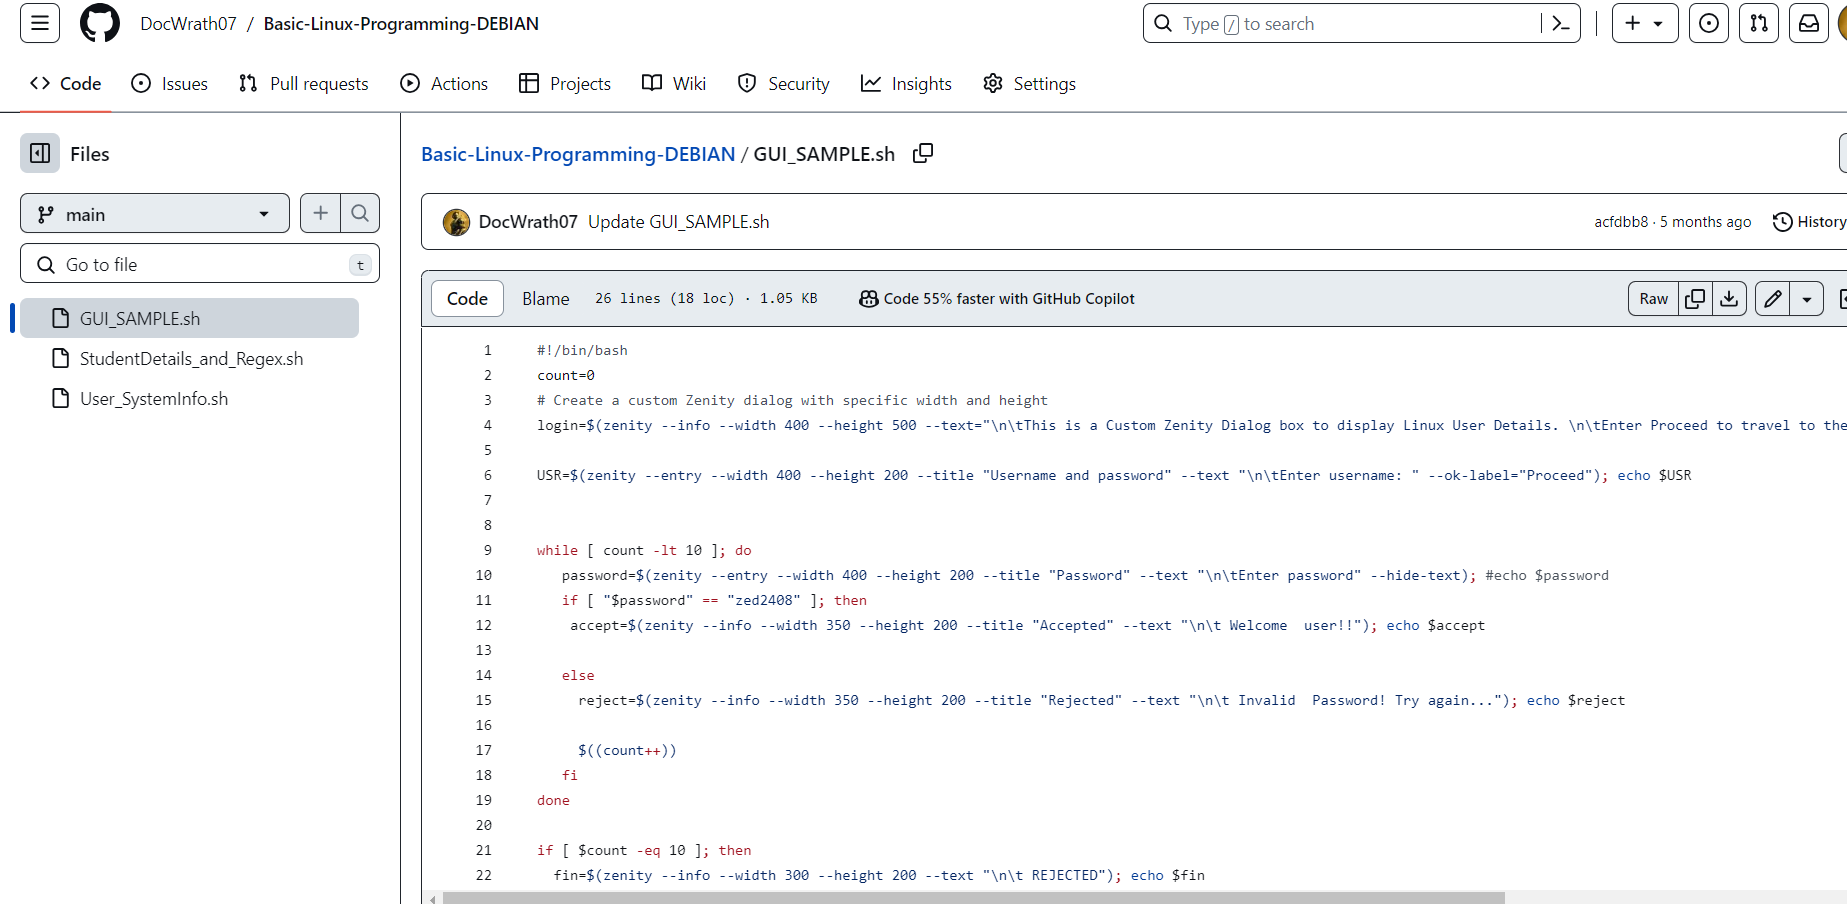 DocWrath07 / Basic-Linux-Programming-DEBIAN
Type / to search
Code Issues Pull requests Actions Projects Wiki Security Insights Settings
Files
main
Go to file t
GUI_SAMPLE.sh
StudentDetails_and_Regex.sh
User_SystemInfo.sh
Basic-Linux-Programming-DEBIAN / GUI_SAMPLE.sh
DocWrath07 Update GUI_SAMPLE.sh acfdbb8 · 5 months ago History
Code Blame 26 lines (18 loc) · 1.05 KB Code 55% faster with GitHub Copilot Raw
1 #!/bin/bash
2 count=0
3 # Create a custom Zenity dialog with specific width and height
4 login=$(zenity --info --width 400 --height 500 --text="\n\tThis is a Custom Zenity Dialog box to display Linux User Details. \n\tEnter Proceed to travel to the
5
6 USR=$(zenity --entry --width 400 --height 200 --title "Username and password" --text "\n\tEnter username: " --ok-label="Proceed"); echo $USR
7
8
9 while [ count -lt 10 ]; do
10 password=$(zenity --entry --width 400 --height 200 --title "Password" --text "\n\tEnter password" --hide-text); #echo $password
11 if [ "$password" == "zed2408" ]; then
12 accept=$(zenity --info --width 350 --height 200 --title "Accepted" --text "\n\t Welcome  user!!"); echo $accept
13
14 else
15 reject=$(zenity --info --width 350 --height 200 --title "Rejected" --text "\n\t Invalid  Password! Try again..."); echo $reject
16
17 $((count++))
18 fi
19 done
20
21 if [ $count -eq 10 ]; then
22 fin=$(zenity --info --width 300 --height 200 --text "\n\t REJECTED"); echo $fin